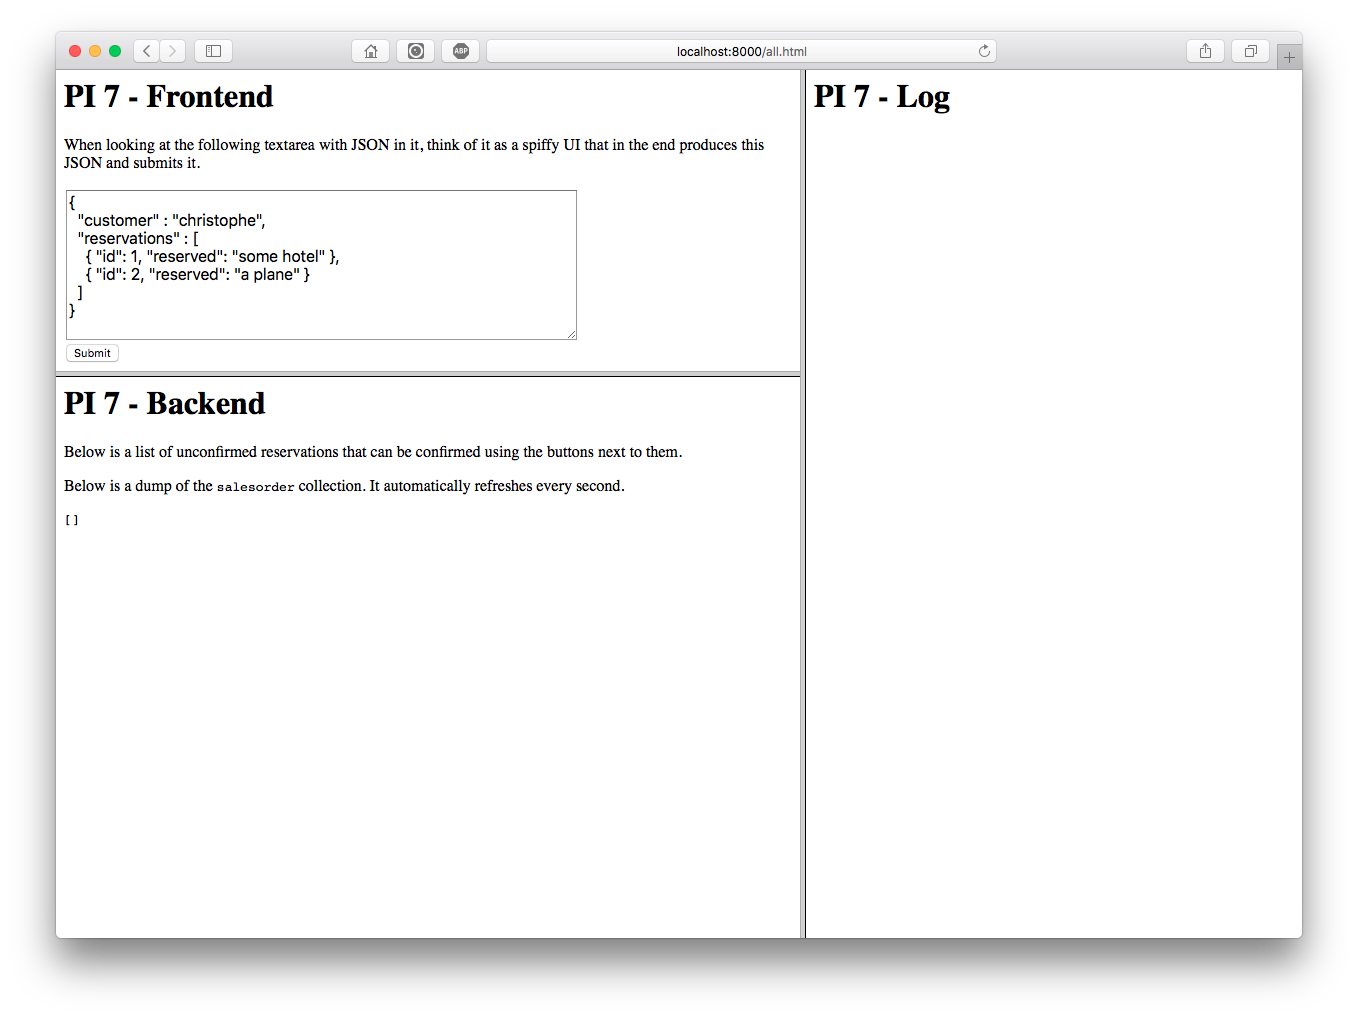 ABP
localhost:8000/all.html
PI 7 - Frontend
When looking at the following textarea with JSON in it, think of it as a spiffy UI that in the end produces this
JSON and submits it.
{
  "customer" : "christophe",
  "reservations" : [
    { "id": 1, "reserved": "some hotel" },
    { "id": 2, "reserved": "a plane" }
  ]
}
Submit
PI 7 - Backend
Below is a list of unconfirmed reservations that can be confirmed using the buttons next to them.
Below is a dump of the salesorder collection. It automatically refreshes every second.
[]
PI 7 - Log